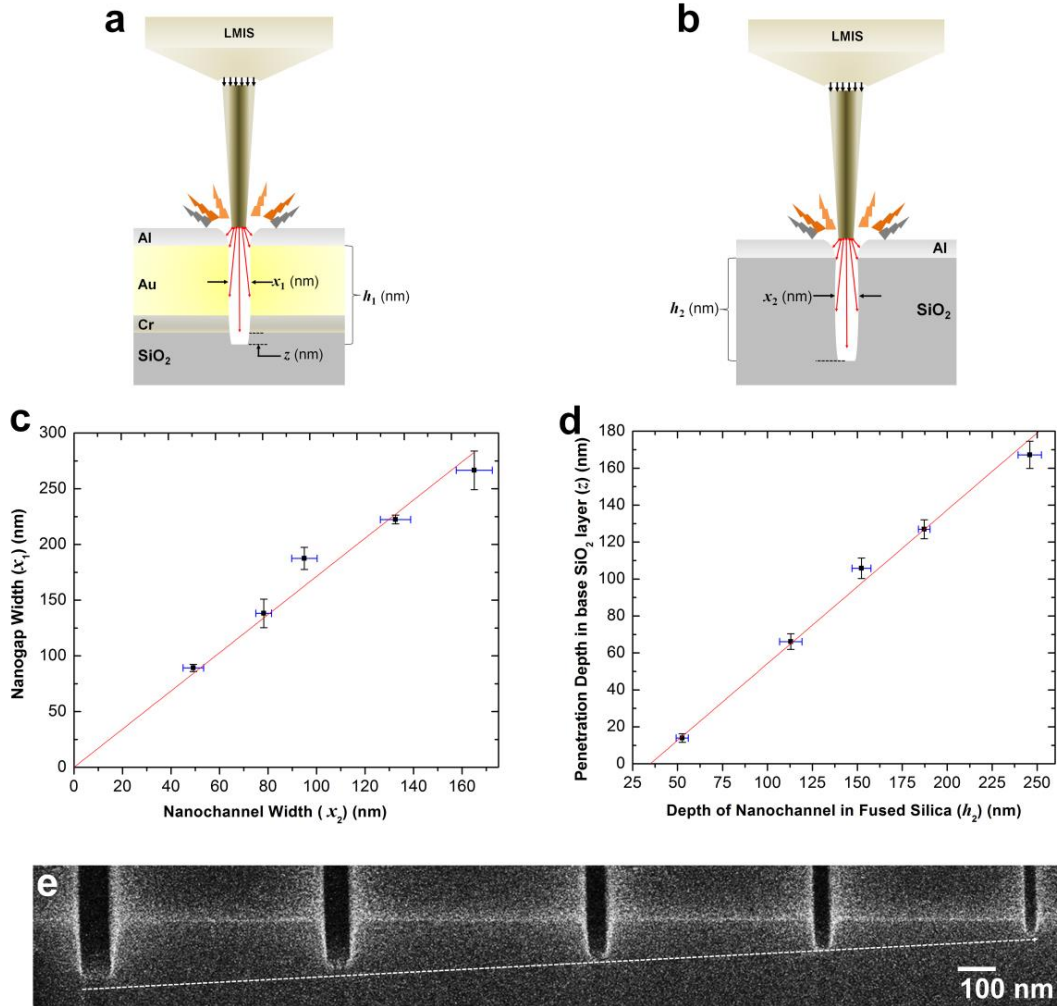 a
LMIS
Al
Au
x₁ (nm)
h₁ (nm)
Cr
SiO₂
z (nm)
b
LMIS
Al
h₂ (nm)
x₂ (nm)
SiO₂
c
300
250
200
150
100
50
0
0 20 40 60 80 100 120 140 160
Nanogap Width (x₁) (nm)
Nanochannel Width (x₂) (nm)
d
180
160
140
120
100
80
60
40
20
0
25 50 75 100 125 150 175 200 225 250
Penetration Depth in base SiO₂ layer (z) (nm)
Depth of Nanochannel in Fused Silica (h₂) (nm)
e
100 nm